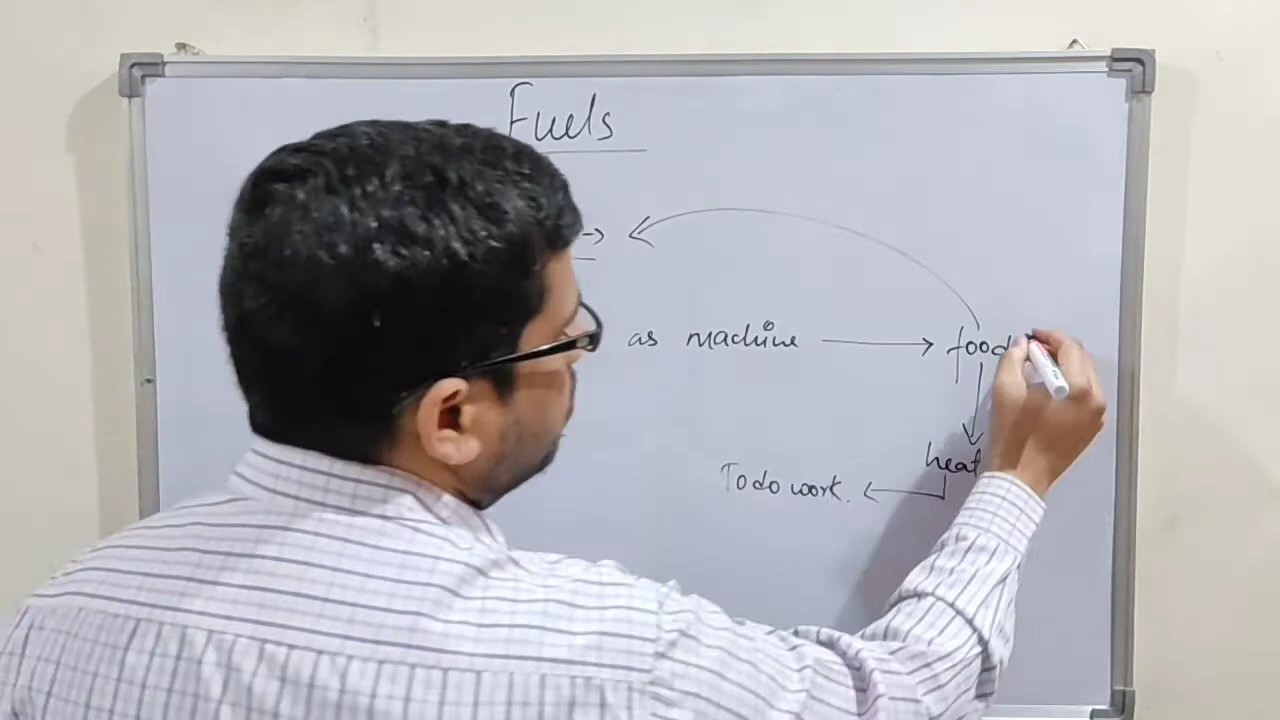 Fuels
as machine → food
heat
To do work.